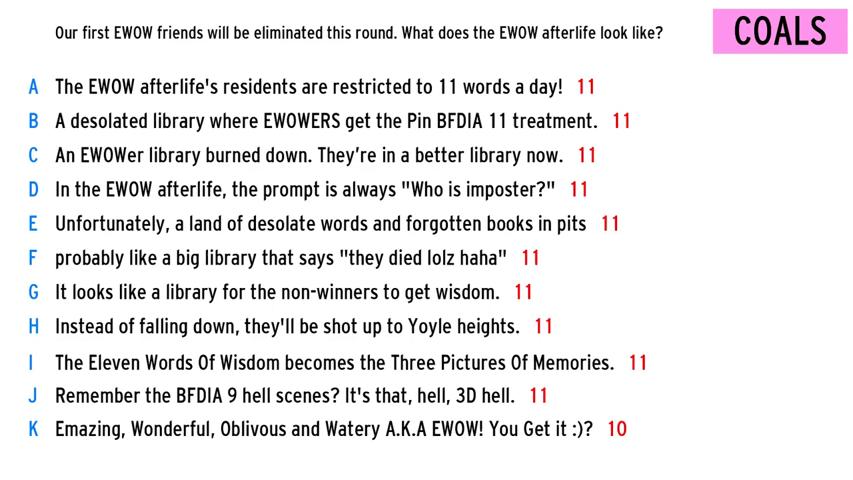 Our first EWOW friends will be eliminated this round. What does the EWOW afterlife look like?
COALS
A The EWOW afterlife's residents are restricted to 11 words a day! 11
B A desolated library where EWOWERS get the Pin BFDIA 11 treatment. 11
C An EWOWer library burned down. They're in a better library now. 11
D In the EWOW afterlife, the prompt is always "Who is imposter?" 11
E Unfortunately, a land of desolate words and forgotten books in pits 11
F probably like a big library that says "they died lolz haha" 11
G It looks like a library for the non-winners to get wisdom. 11
H Instead of falling down, they'll be shot up to Yoyle heights. 11
I The Eleven Words Of Wisdom becomes the Three Pictures Of Memories. 11
J Remember the BFDIA 9 hell scenes? It's that, hell, 3D hell. 11
K Emazing, Wonderful, Oblivous and Watery A.K.A EWOW! You Get it :)? 10